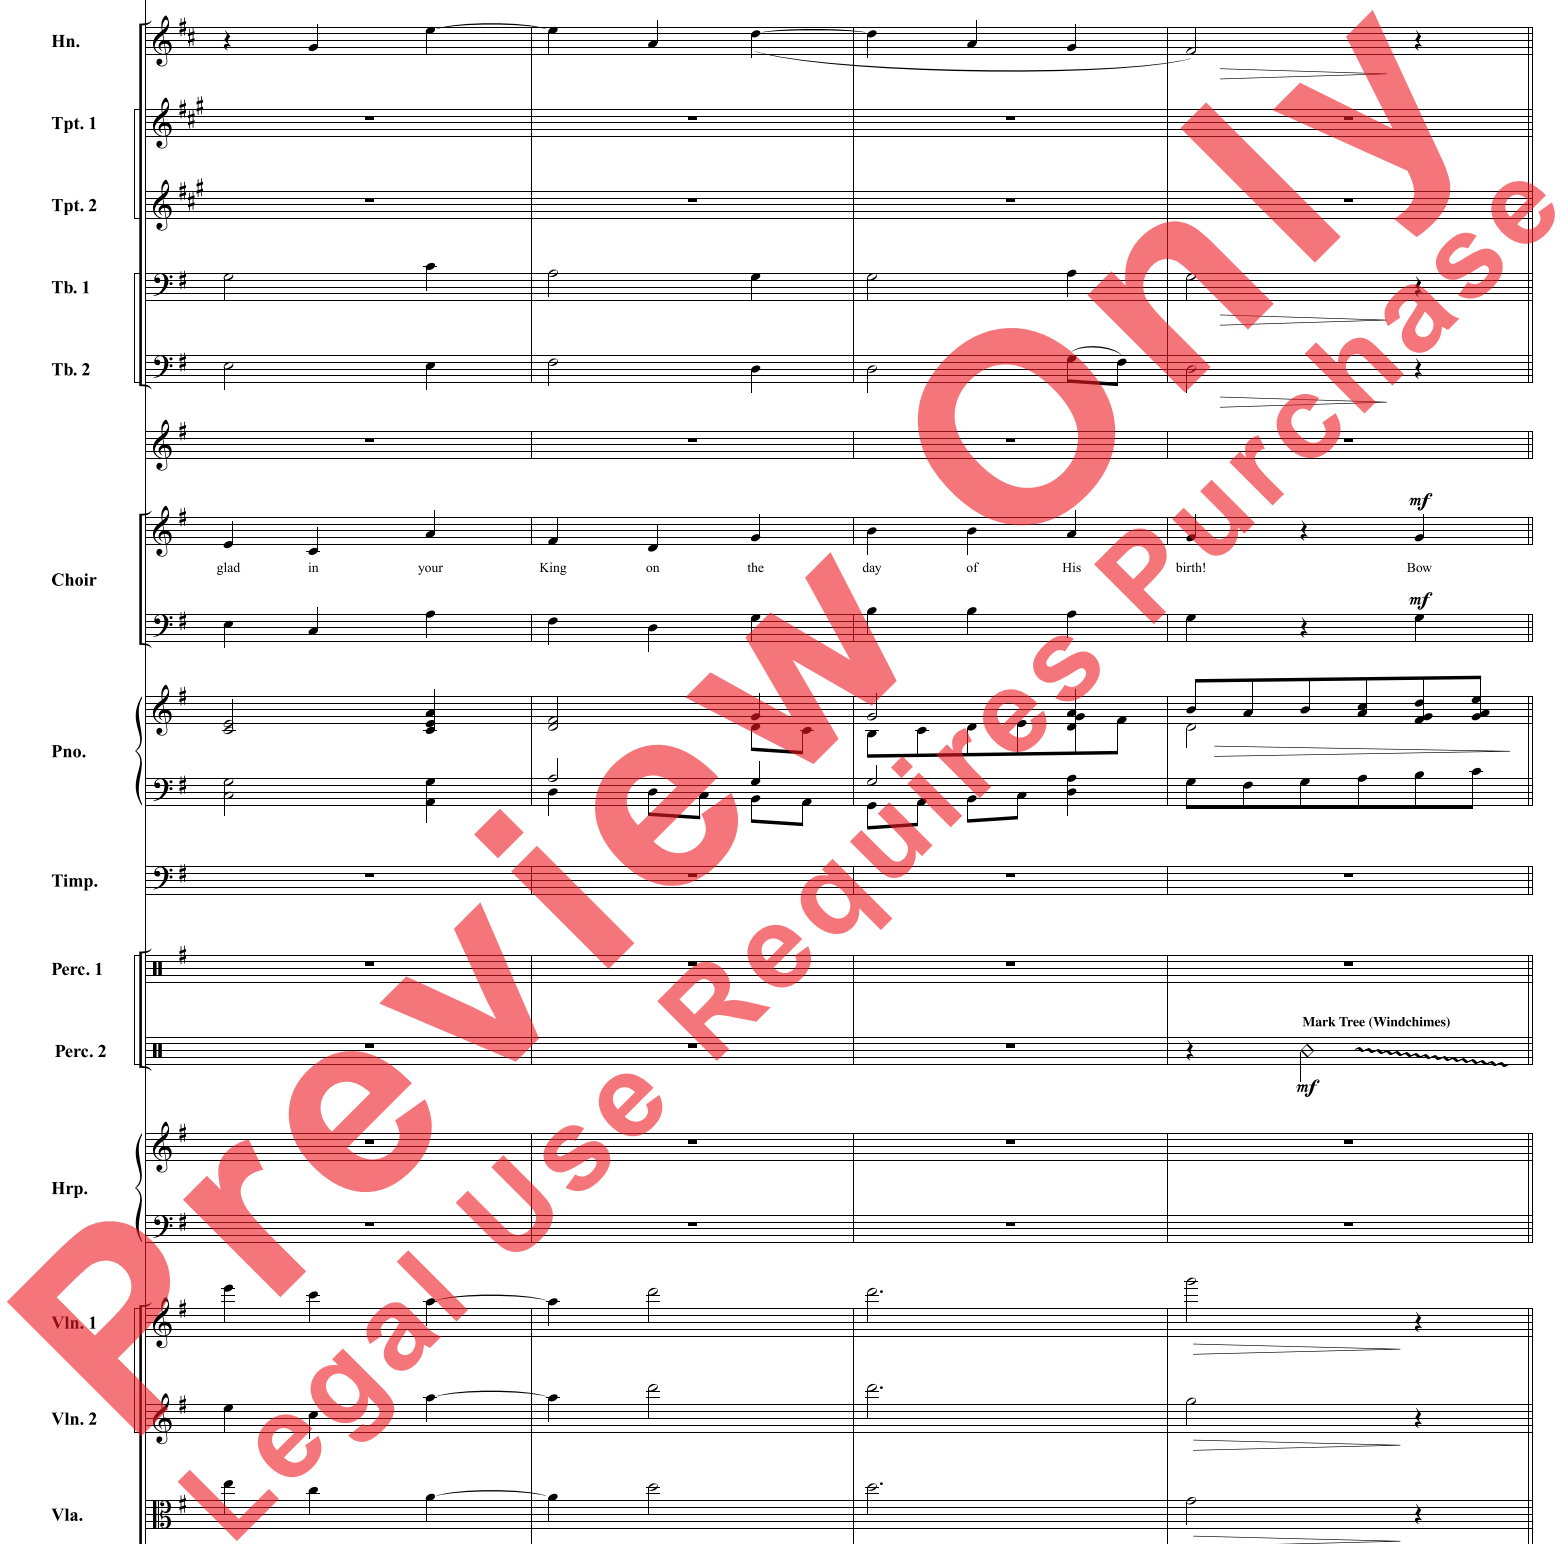 Hn.
Tpt. 1
Tpt. 2
Tb. 1
Tb. 2
mf
glad in your King on the day of His birth! Bow
Choir
mf
Pno.
Timp.
Perc. 1
Mark Tree (Windchimes)
Perc. 2
mf
Hrp.
Vln. 1
Vln. 2
Vla.
Preview Only
Legal Use Requires Purchase